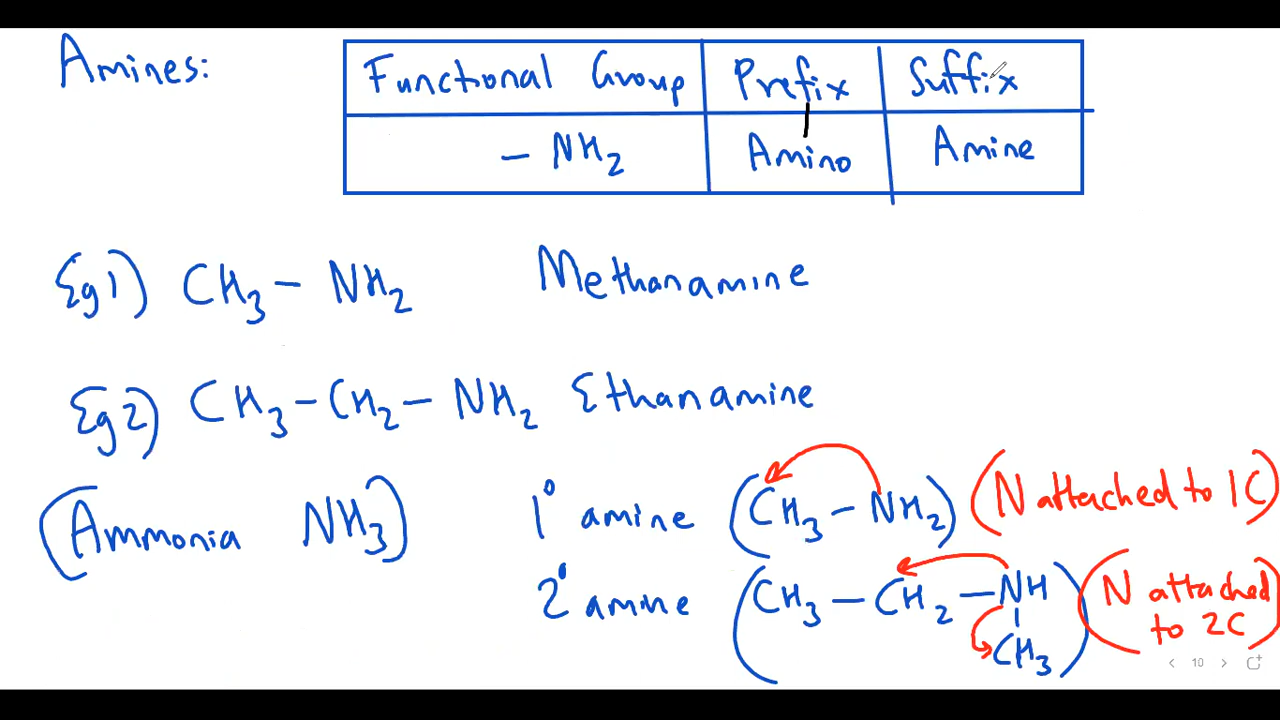 Amines:
Functional Group Prefix Suffix
– NH2 Amino Amine
Eg1) CH3 – NH2 Methanamine
Eg2) CH3 – CH2 – NH2 Ethanamine
(Ammonia NH3)
1° amine (CH3 – NH2) (N attached to 1C)
2° amine (CH3 – CH2 – NH (N attached
to 2C)
CH3)
10